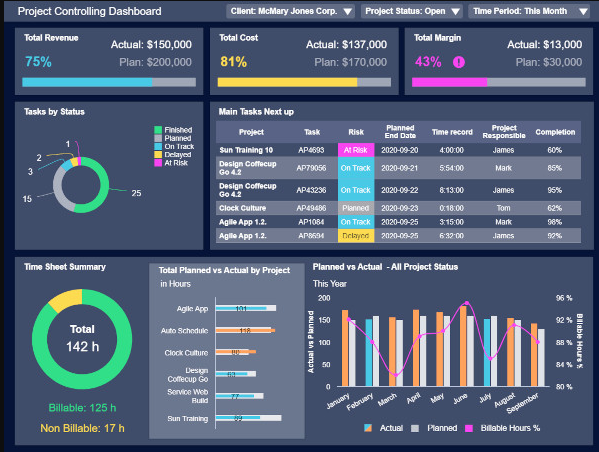 Project Controlling Dashboard
Client: McMary Jones Corp.
Project Status: Open
Time Period: This Month
Total Revenue
Actual: $150,000
75%
Plan: $200,000
Total Cost
Actual: $137,000
81%
Plan: $170,000
Total Margin
Actual: $13,000
43%
!
Plan: $30,000
Tasks by Status
1
2
3
15
25
Finished
Planned
On Track
Delayed
At Risk
Main Tasks Next up
Project Task Risk Planned End Date Time record Project Responsible Completion
Sun Training 10 AP4693 At Risk 2020-09-20 4:00:00 James 60%
Design Coffecup Go 4.2 AP79056 On Track 2020-09-21 5:54:00 Mark 85%
Design Coffecup Go 4.2 AP43236 On Track 2020-09-22 8:13:00 James 95%
Clock Culture AP49486 Planned 2020-09-23 0:18:00 Tom 62%
Agile App 1.2. AP1084 On Track 2020-09-25 3:15:00 Mark 98%
Agile App 1.2. AP8694 Delayed 2020-09-25 6:32:00 James 92%
Time Sheet Summary
Total
142 h
Billable: 125 h
Non Billable: 17 h
Total Planned vs Actual by Project
in Hours
Agile App 101
Auto Schedule 118
Clock Culture 80
Design Coffecup Go 63
Service Web Build 77
Sun Training 89
Planned vs Actual - All Project Status
This Year
Actual vs Planned
200
150
100
50
0
96 %
92 %
88 %
84 %
80 %
Billable Hours %
January
February
March
April
May
June
July
August
September
Actual
Planned
Billable Hours %